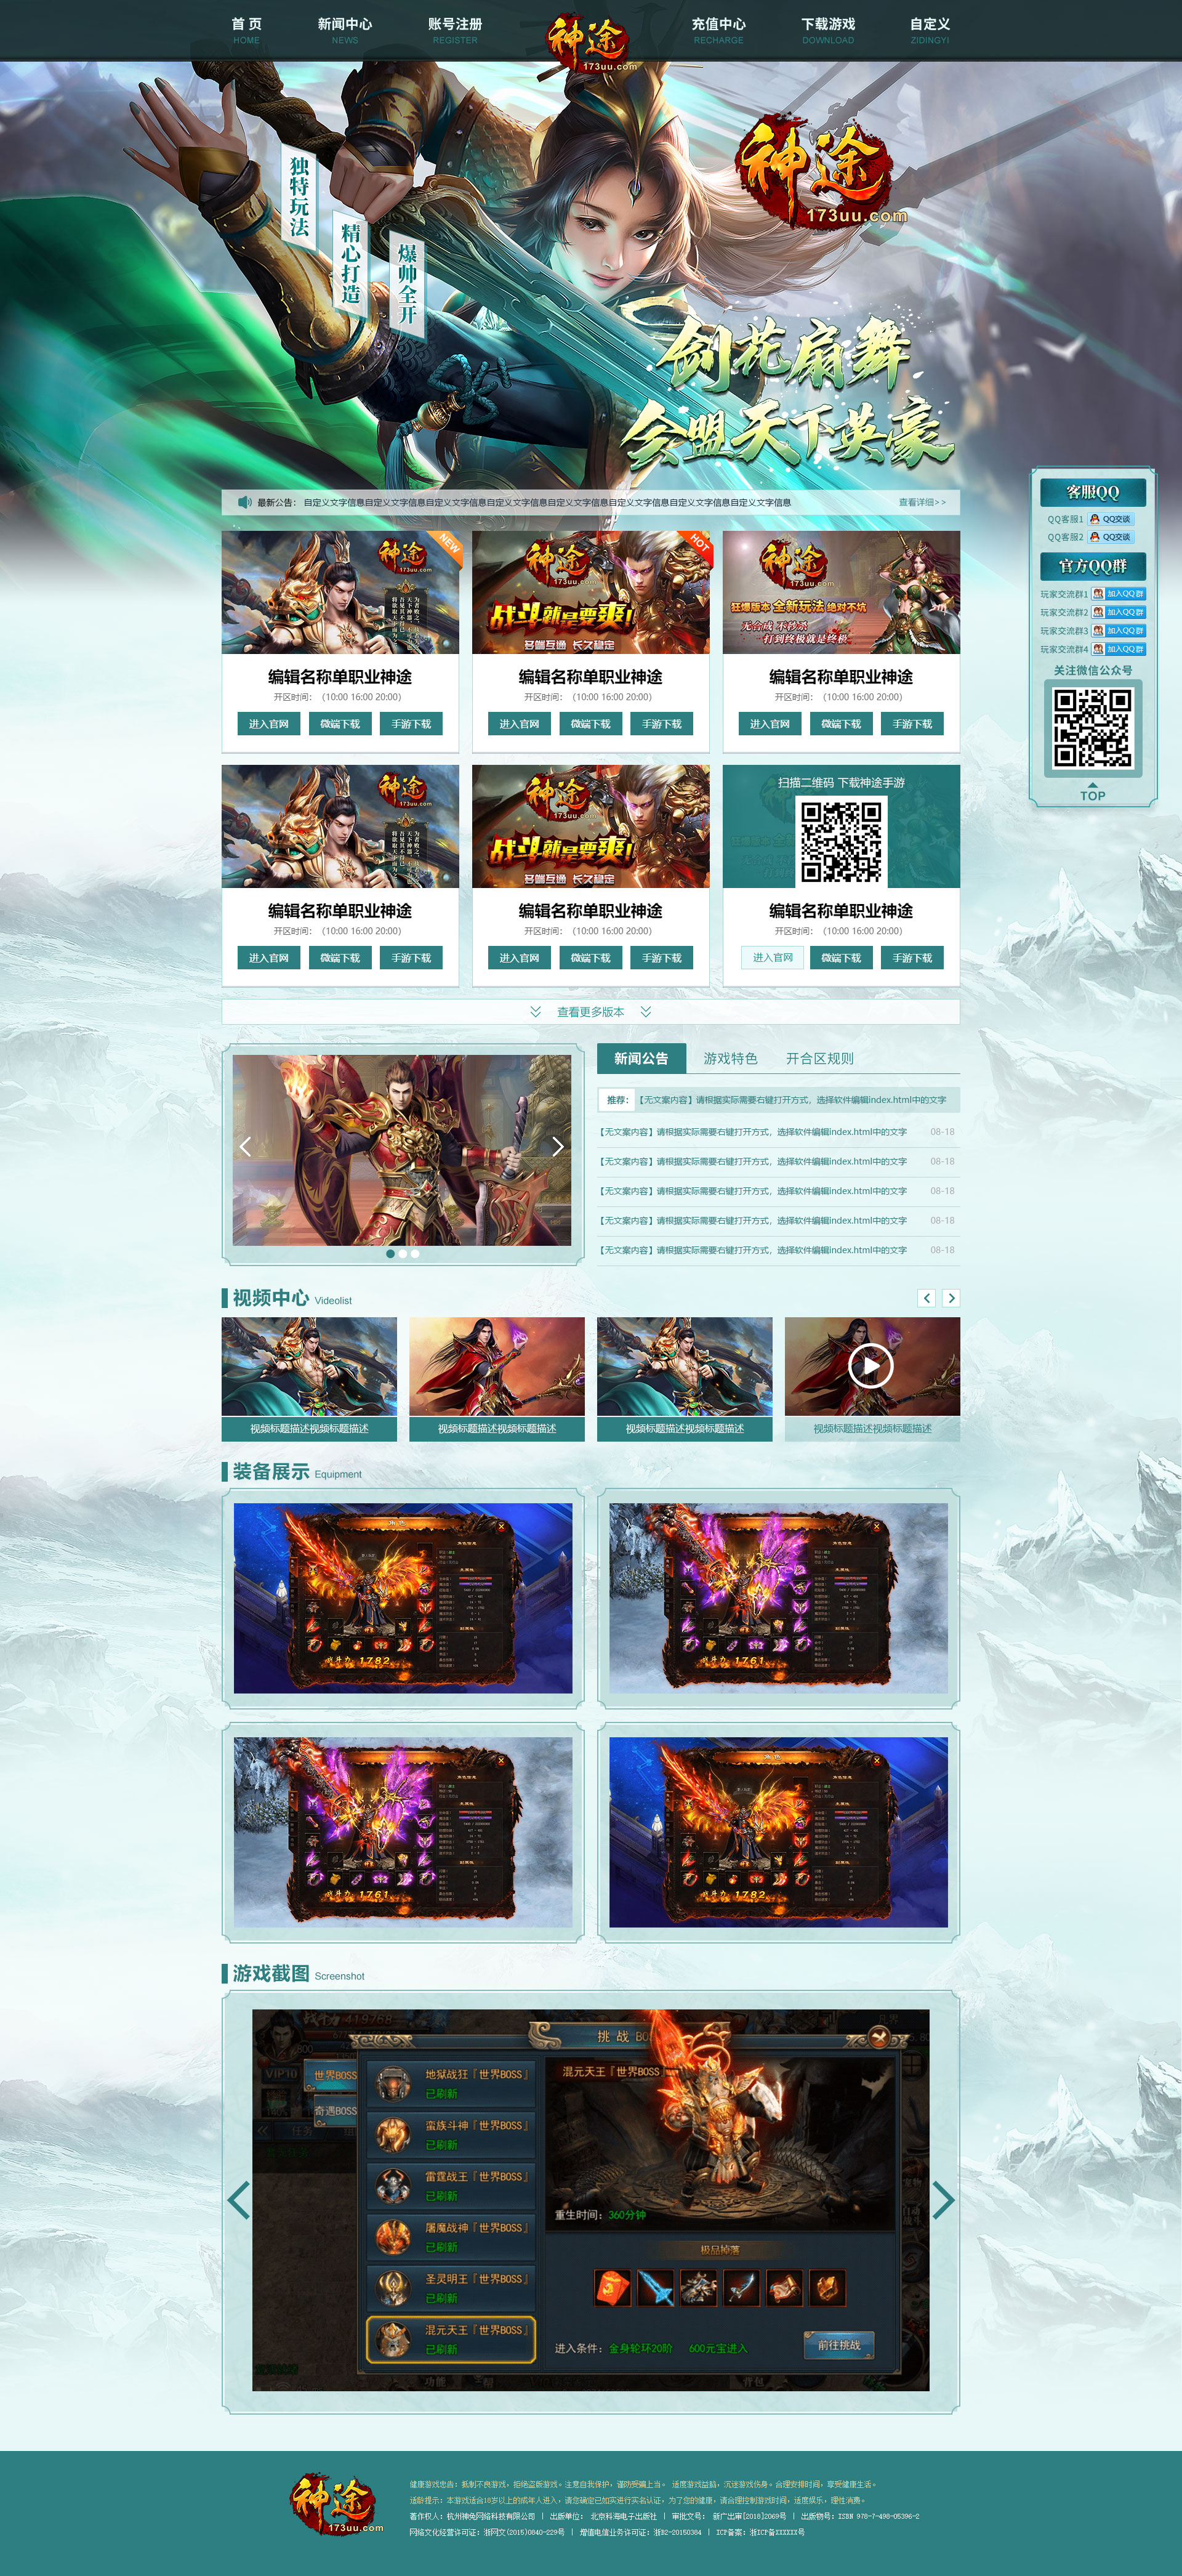 首 页
新闻中心
账号注册
充值中心
下载游戏
自定义
HOME
NEWS
REGISTER
RECHARGE
DOWNLOAD
ZIDINGYI
神途
173uu.com
神途
173uu.com
独特玩法
精心打造
爆帅全开
剑花扇舞
会盟天下英豪
最新公告： 自定义文字信息自定义文字信息自定义文字信息自定义文字信息自定义文字信息自定义文字信息自定义文字信息自定义文字信息
查看详细>>
客服QQ
QQ客服1 QQ交谈
QQ客服2 QQ交谈
官方QQ群
玩家交流群1 加入QQ群
玩家交流群2 加入QQ群
玩家交流群3 加入QQ群
玩家交流群4 加入QQ群
关注微信公众号
TOP
神途
173uu.com
NEW
神途
173uu.com
HOT
战斗就是要爽!
多端互通 长久稳定
神途
173uu.com
狂爆版本 全新玩法 绝对不坑
无合成 不秒杀
打到终极就是终极
编辑名称单职业神途
开区时间：（10:00 16:00 20:00）
进入官网 微端下载 手游下载
编辑名称单职业神途
开区时间：（10:00 16:00 20:00）
进入官网 微端下载 手游下载
编辑名称单职业神途
开区时间：（10:00 16:00 20:00）
进入官网 微端下载 手游下载
神途
173uu.com
神途
173uu.com
战斗就是要爽!
多端互通 长久稳定
扫描二维码 下载神途手游
编辑名称单职业神途
开区时间：（10:00 16:00 20:00）
进入官网 微端下载 手游下载
编辑名称单职业神途
开区时间：（10:00 16:00 20:00）
进入官网 微端下载 手游下载
编辑名称单职业神途
开区时间：（10:00 16:00 20:00）
进入官网 微端下载 手游下载
查看更多版本
新闻公告 游戏特色 开合区规则
推荐： 【无文案内容】请根据实际需要右键打开方式，选择软件编辑index.html中的文字
【无文案内容】请根据实际需要右键打开方式，选择软件编辑index.html中的文字 08-18
【无文案内容】请根据实际需要右键打开方式，选择软件编辑index.html中的文字 08-18
【无文案内容】请根据实际需要右键打开方式，选择软件编辑index.html中的文字 08-18
【无文案内容】请根据实际需要右键打开方式，选择软件编辑index.html中的文字 08-18
【无文案内容】请根据实际需要右键打开方式，选择软件编辑index.html中的文字 08-18
视频中心 Videolist
视频标题描述视频标题描述
视频标题描述视频标题描述
视频标题描述视频标题描述
视频标题描述视频标题描述
装备展示 Equipment
战斗力 1782
战斗力 1761
战斗力 1761
战斗力 1782
游戏截图 Screenshot
挑 战 BOSS
VIP10
世界BOSS
奇遇BOSS
任务
地狱战狂『世界BOSS』
已刷新
蛮族斗神『世界BOSS』
已刷新
雷霆战王『世界BOSS』
已刷新
屠魔战神『世界BOSS』
已刷新
圣灵明王『世界BOSS』
已刷新
混元天王『世界BOSS』
已刷新
混元天王『世界BOSS
重生时间：360分钟
极品掉落
进入条件：金身轮环20阶 600元宝进入
前往挑战
神途
173uu.com
健康游戏忠告：抵制不良游戏，拒绝盗版游戏。注意自我保护，谨防受骗上当。 适度游戏益脑，沉迷游戏伤身。合理安排时间，享受健康生活。
适龄提示：本游戏适合18岁以上的成年人进入，请您确定已如实进行实名认证，为了您的健康，请合理控制游戏时间，适度娱乐，理性消费。
著作权人：杭州神兔网络科技有限公司 | 出版单位： 北京科海电子出版社 | 审批文号： 新广出审[2018]2069号 | 出版物号：ISBN 978-7-498-05396-2
网络文化经营许可证：浙网文(2015)0840-229号 | 增值电信业务许可证：浙B2-20150384 | ICP备案：浙ICP备XXXXXX号